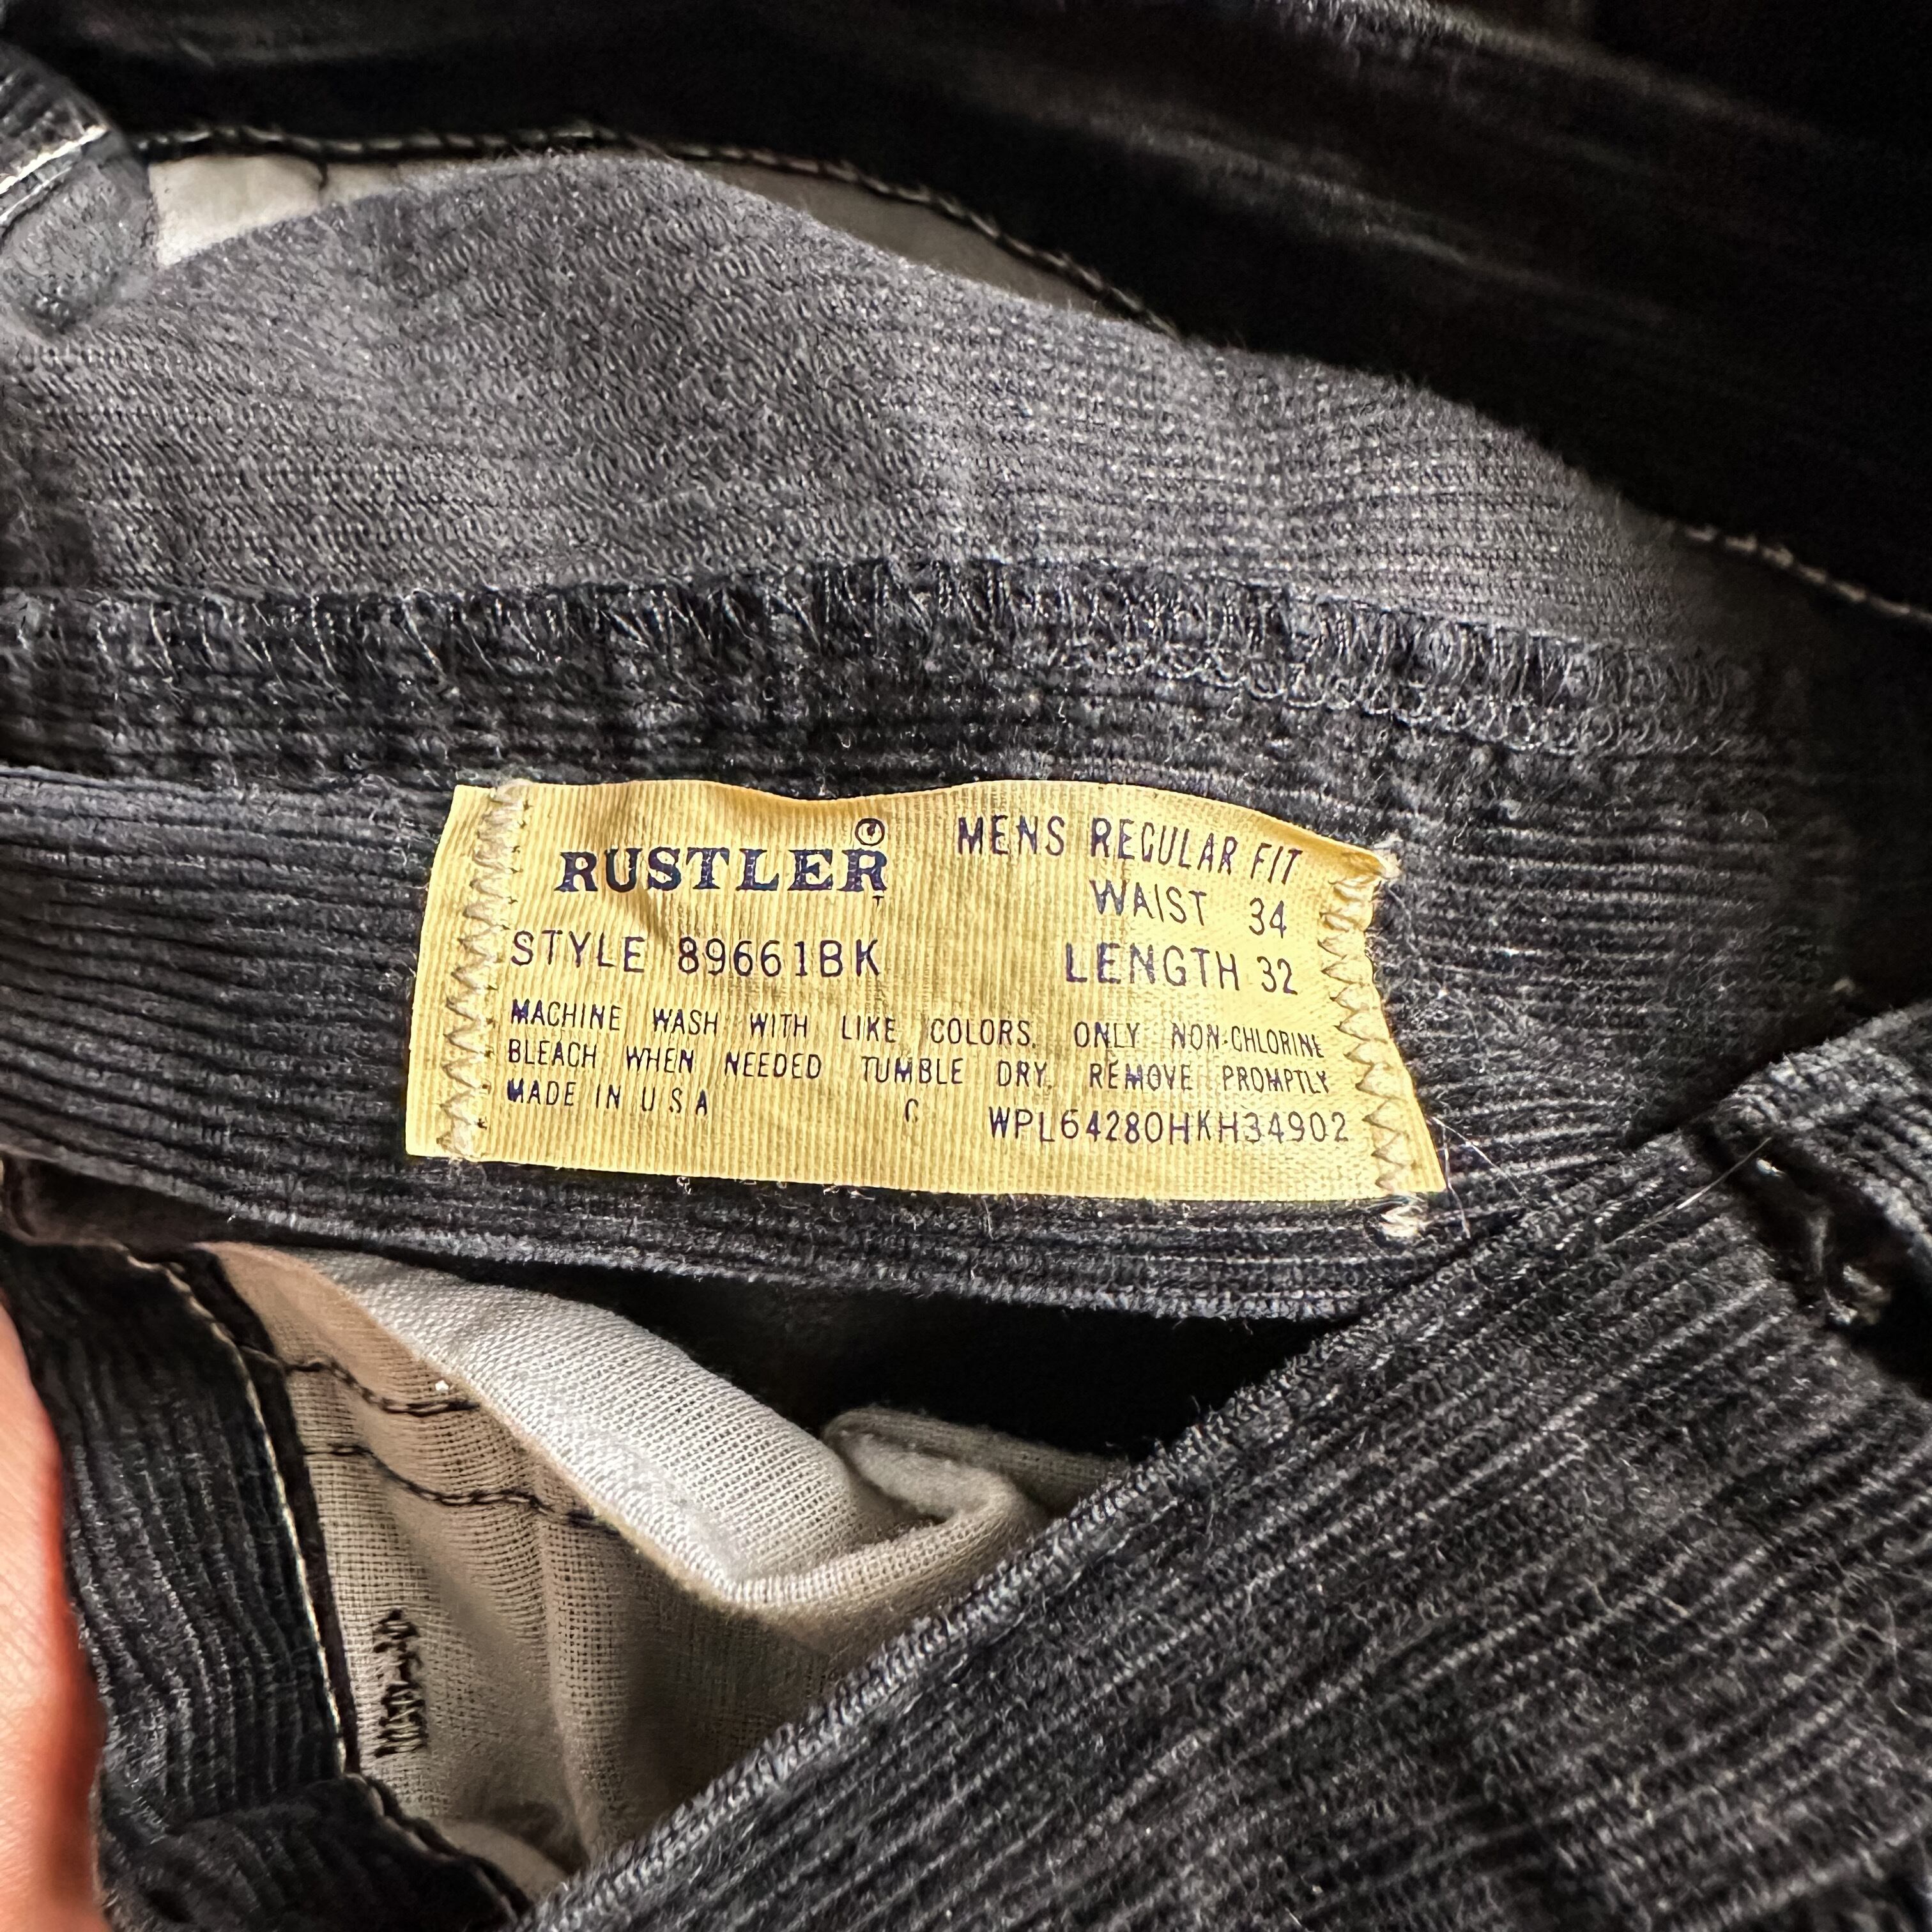 RUSTLER®
MENS REGULAR FIT
WAIST 34
STYLE 89661BK
LENGTH 32
MACHINE WASH WITH LIKE COLORS. ONLY NON-CHLORINE
BLEACH WHEN NEEDED TUMBLE DRY. REMOVE PROMPTLY
MADE IN U S A C WPL64280HKH34902